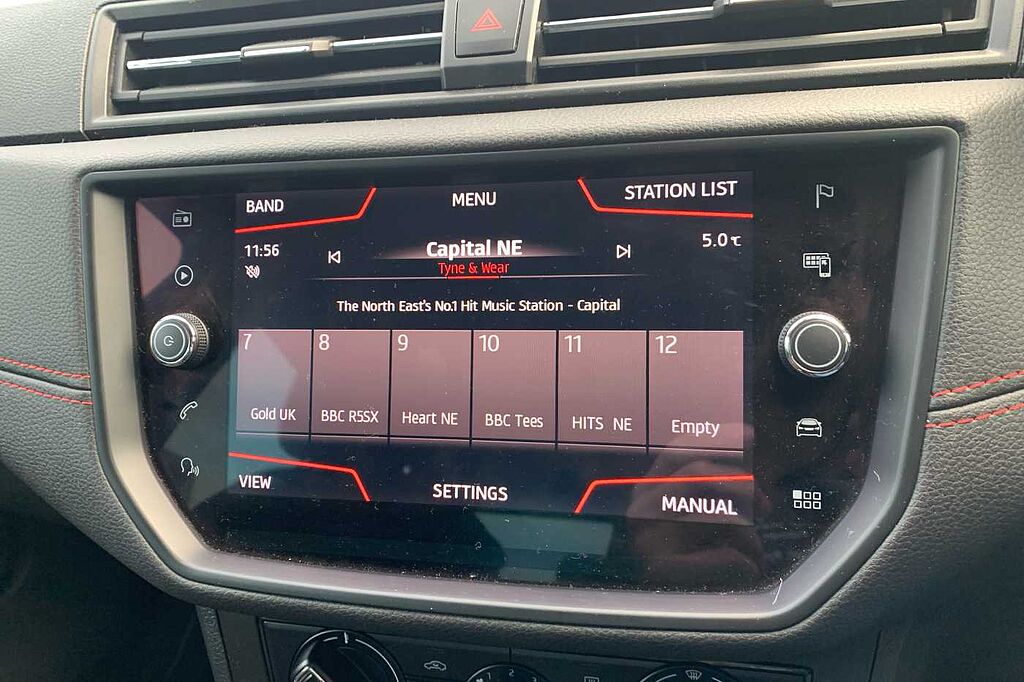 BAND
MENU
STATION LIST
11:56
Capital NE
5.0°C
Tyne & Wear
The North East's No.1 Hit Music Station - Capital
7
8
9
10
11
12
Gold UK
BBC R5SX
Heart NE
BBC Tees
HITS NE
Empty
VIEW
SETTINGS
MANUAL